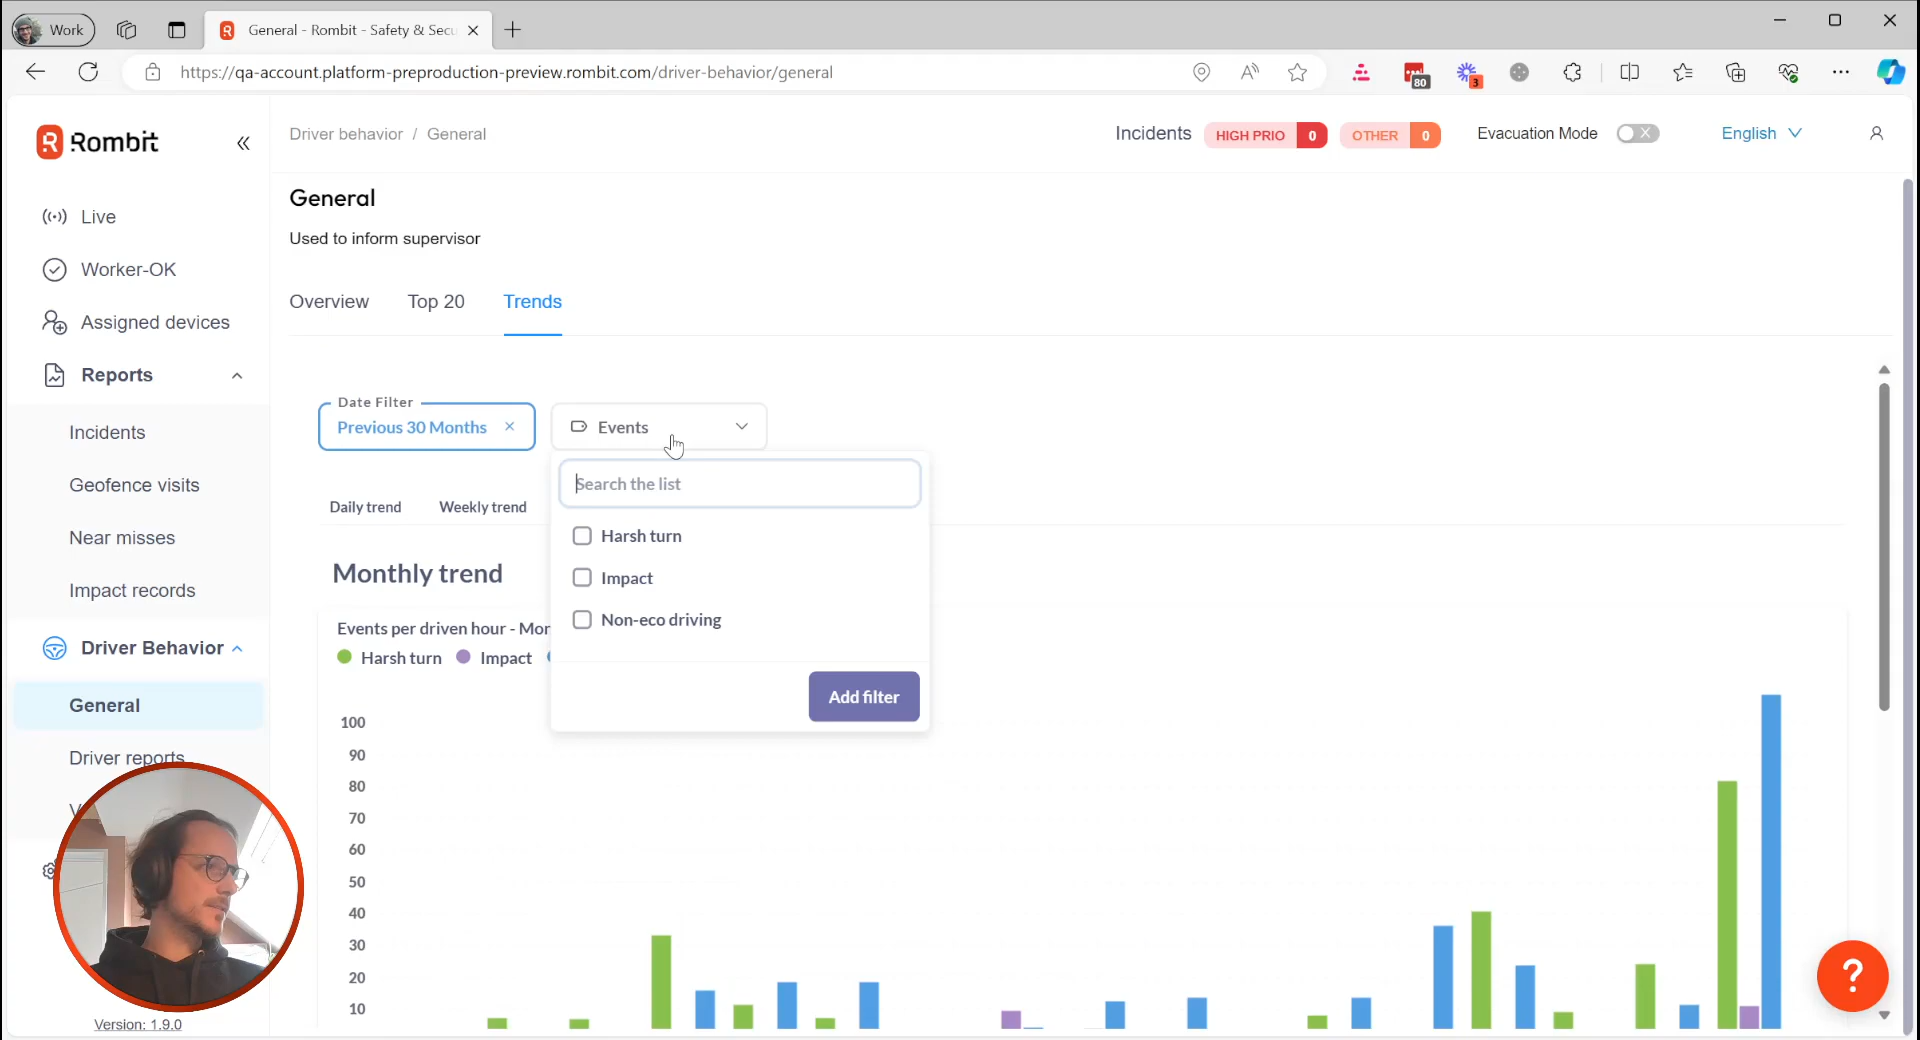 Work
General - Rombit - Safety & Secu
https://qa-account.platform-preproduction-preview.rombit.com/driver-behavior/general
80
3
Rombit
Driver behavior / General
Incidents HIGH PRIO 0 OTHER 0 Evacuation Mode English
Live
Worker-OK
Assigned devices
Reports
Incidents
Geofence visits
Near misses
Impact records
Driver Behavior
General
Driver reports
Version: 1.9.0
General
Used to inform supervisor
Overview Top 20 Trends
Date Filter
Previous 30 Months
Events
Search the list
Harsh turn
Impact
Non-eco driving
Add filter
Daily trend Weekly trend
Monthly trend
Events per driven hour - Mon
Harsh turn Impact
100
90
80
70
60
50
40
30
20
10
?